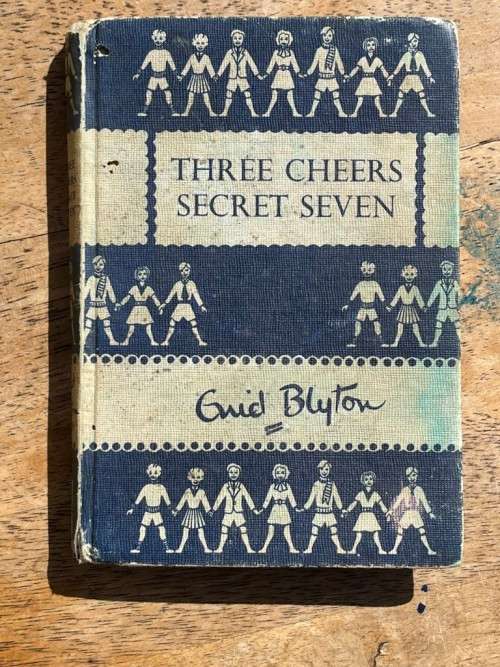 THREE CHEERS
SECRET SEVEN
Enid Blyton